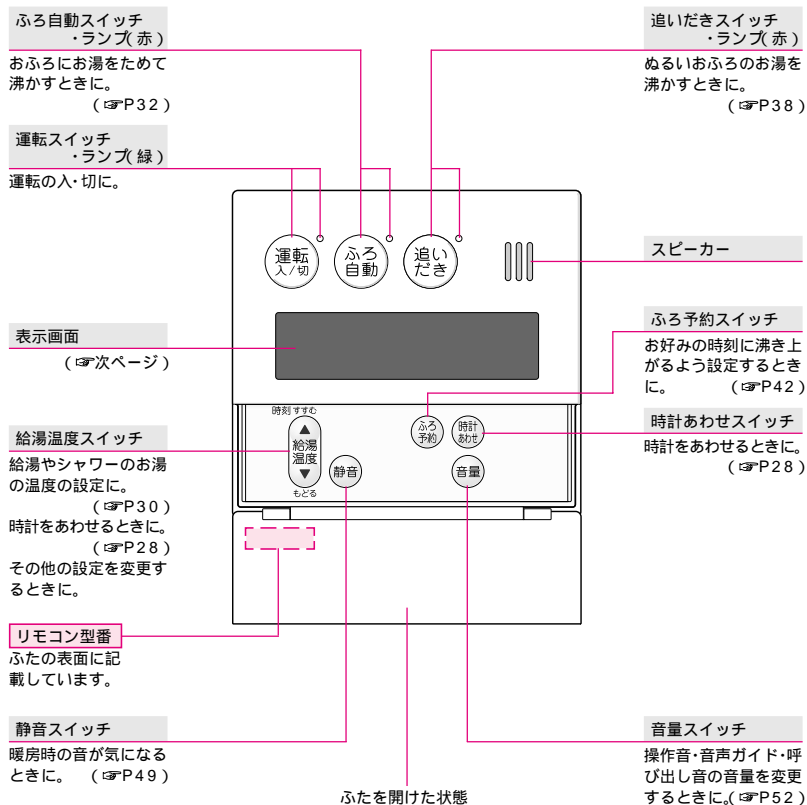 ふろ自動スイッチ
・ランプ(赤)
おふろにお湯をためて
沸かすときに。
(☞P32)
運転スイッチ
・ランプ(緑)
運転の入・切に。
表示画面
(☞次ページ)
給湯温度スイッチ
給湯やシャワーのお湯
の温度の設定に。
(☞P30)
時計をあわせるときに。
(☞P28)
その他の設定を変更す
るときに。
リモコン型番
ふたの表面に記
載しています。
静音スイッチ
暖房時の音が気になる
ときに。 (☞P49)
運転
入/切
ふろ
自動
追い
だき
時刻 すすむ
▲
給湯
温度
▼
もどる
静音
ふろ
予約
時計
あわせ
音量
ふたを開けた状態
追いだきスイッチ
・ランプ(赤)
ぬるいおふろのお湯を
沸かすときに。
(☞P38)
スピーカー
ふろ予約スイッチ
お好みの時刻に沸き上
がるよう設定するとき
に。 (☞P42)
時計あわせスイッチ
時計をあわせるときに。
(☞P28)
音量スイッチ
操作音・音声ガイド・呼
び出し音の音量を変更
するときに。(☞P52)